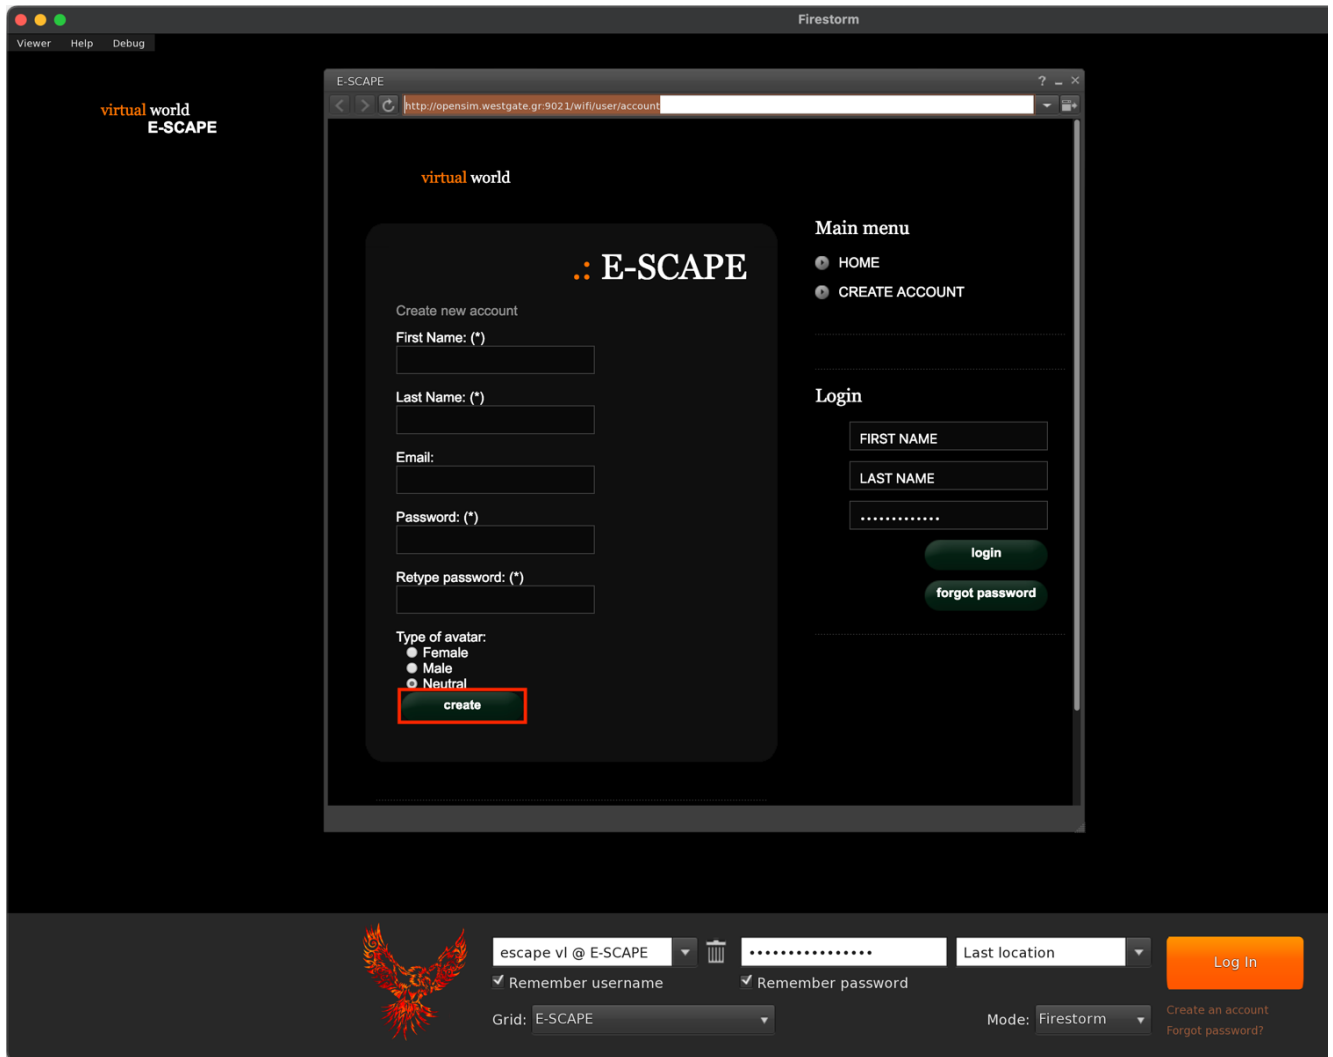 Firestorm
Viewer Help Debug
virtual world
E-SCAPE
E-SCAPE
http://opensim.westgate.gr:9021/wifi/user/account
virtual world
.: E-SCAPE
Create new account
First Name: (*)
Last Name: (*)
Email:
Password: (*)
Retype password: (*)
Type of avatar:
Female
Male
Neutral
create
Main menu
HOME
CREATE ACCOUNT
Login
FIRST NAME
LAST NAME
•••••••••••••
login
forgot password
escape vl @ E-SCAPE
••••••••••••••••
Last location
Log In
Remember username
Remember password
Grid: E-SCAPE
Mode: Firestorm
Create an account
Forgot password?